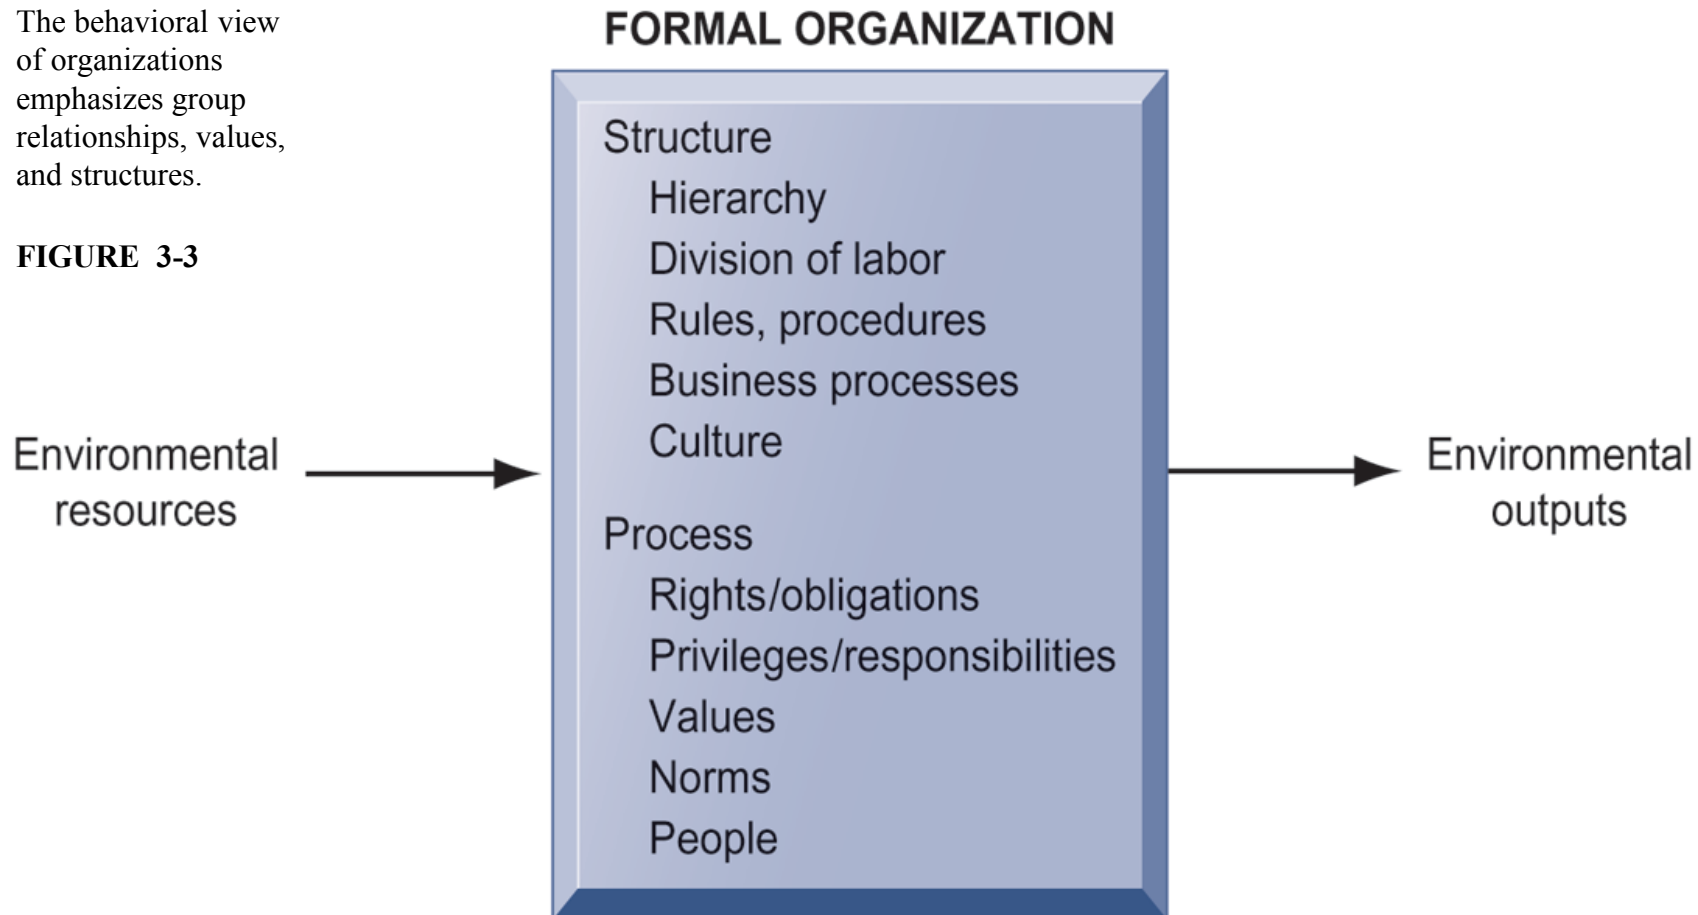 The behavioral view
of organizations
emphasizes group
relationships, values,
and structures.
FIGURE 3-3
FORMAL ORGANIZATION
Structure
Hierarchy
Division of labor
Rules, procedures
Business processes
Culture
Process
Rights/obligations
Privileges/responsibilities
Values
Norms
People
Environmental
resources
Environmental
outputs